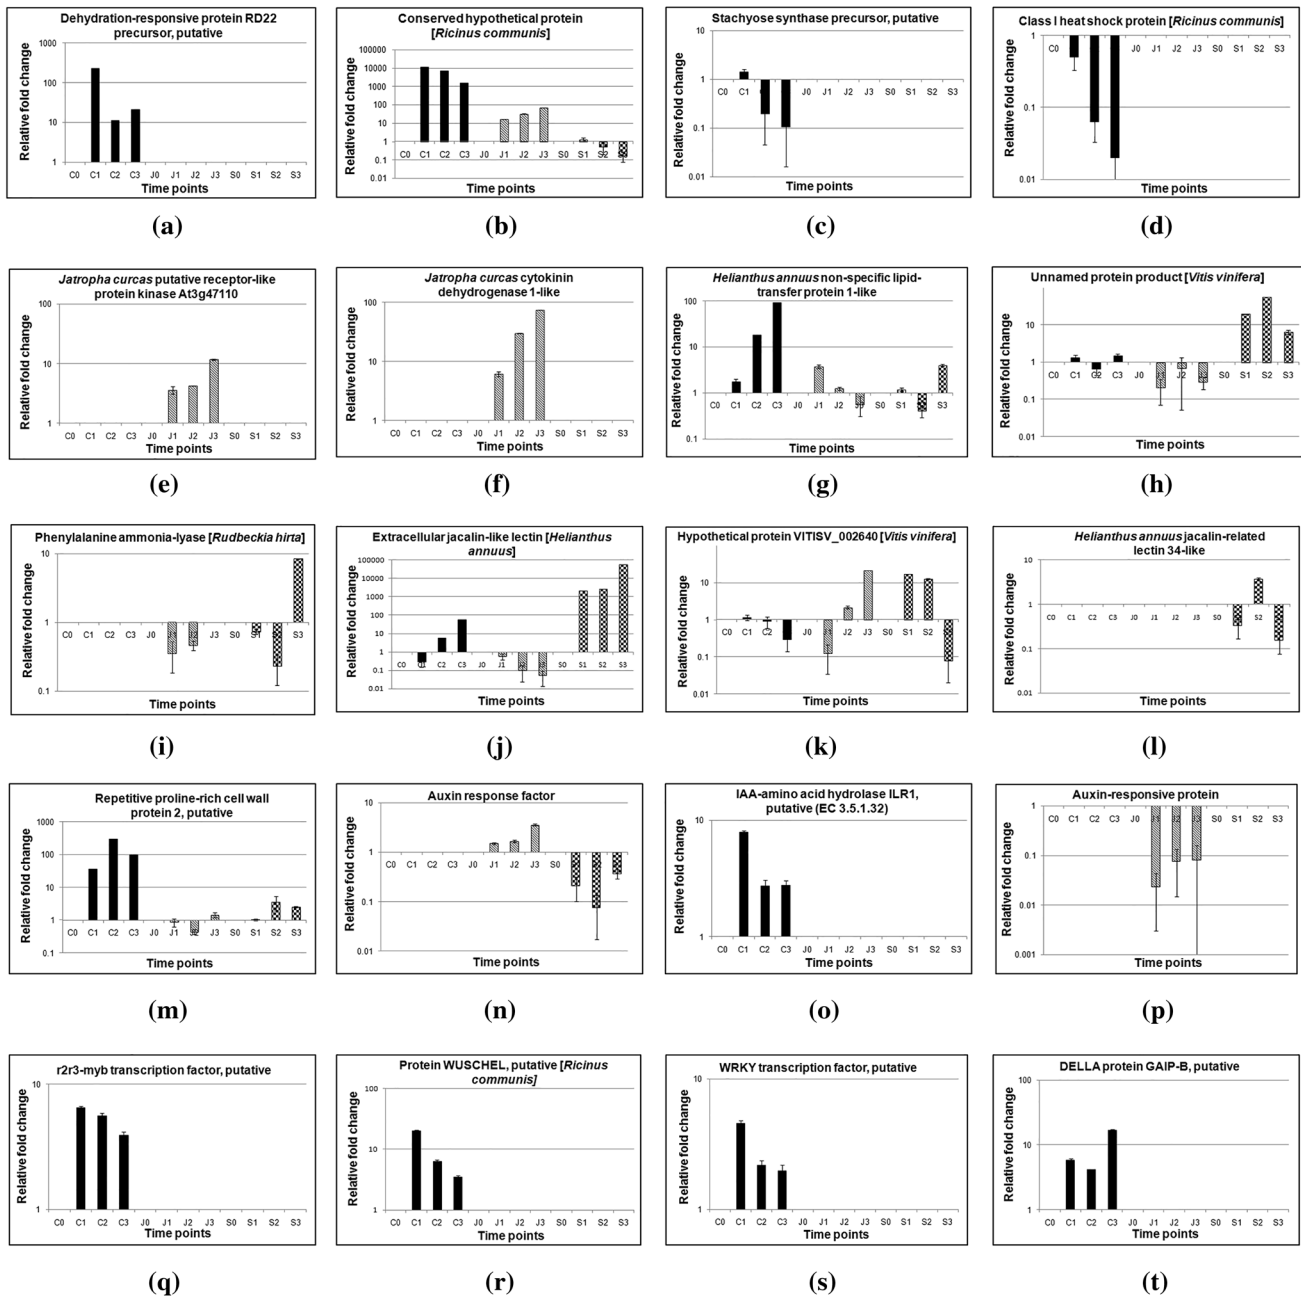 Dehydration-responsive protein RD22
precursor, putative
Relative fold change
1000
100
10
1
C0 C1 C2 C3 J0 J1 J2 J3 S0 S1 S2 S3
Time points
(a)
Conserved hypothetical protein
[Ricinus communis]
Relative fold change
100000
10000
1000
100
10
1
0.1
0.01
C0 C1 C2 C3 J0 J1 J2 J3 S0 S1 S2
Time points
(b)
Stachyose synthase precursor, putative
Relative fold change
10
1
0.1
0.01
C0 C1 J0 J1 J2 J3 S0 S1 S2 S3
Time points
(c)
Class I heat shock protein [Ricinus communis]
Relative fold change
1
0.1
0.01
C0 J0 J1 J2 J3 S0 S1 S2 S3
Time points
(d)
Jatropha curcas putative receptor-like
protein kinase At3g47110
Relative fold change
100
10
1
C0 C1 C2 C3 J0 J1 J2 J3 S0 S1 S2 S3
Time points
(e)
Jatropha curcas cytokinin
dehydrogenase 1-like
Relative fold change
100
10
1
C0 C1 C2 C3 J0 J1 J2 J3 S0 S1 S2 S3
Time points
(f)
Helianthus annuus non-specific lipid-
transfer protein 1-like
Relative fold change
100
10
1
0.1
C0 C1 C2 C3 J0 J1 J2 J3 S0 S1 S2 S3
Time points
(g)
Unnamed protein product [Vitis vinifera]
Relative fold change
10
1
0.1
0.01
C0 C1 C2 C3 J0 J1 J2 J3 S0 S1 S2 S3
Time points
(h)
Phenylalanine ammonia-lyase [Rudbeckia hirta]
Relative fold change
10
1
0.1
C0 C1 C2 C3 J0 J1 J2 J3 S0 S1 S2 S3
Time points
(i)
Extracellular jacalin-like lectin [Helianthus
annuus]
Relative fold change
100000
10000
1000
100
10
1
0.1
0.01
C0 C1 C2 C3 J0 J1 J2 J3 S0 S1 S2 S3
Time points
(j)
Hypothetical protein VITISV_002640 [Vitis vinifera]
Relative fold change
10
1
0.1
0.01
C0 C1 C2 C3 J0 J1 J2 J3 S0 S1 S2
Time points
(k)
Helianthus annuus jacalin-related
lectin 34-like
Relative fold change
10
1
0.1
0.01
C0 C1 C2 C3 J0 J1 J2 J3 S0 S1 S2 S3
Time points
(l)
Repetitive proline-rich cell wall
protein 2, putative
Relative fold change
1000
100
10
1
0.1
C0 C1 C2 C3 J0 J1 J2 J3 S0 S1 S2 S3
Time points
(m)
Auxin response factor
Relative fold change
10
1
0.1
0.01
C0 C1 C2 C3 J0 J1 J2 J3 S0
Time points
(n)
IAA-amino acid hydrolase ILR1,
putative (EC 3.5.1.32)
Relative fold change
10
1
C0 C1 C2 C3 J0 J1 J2 J3 S0 S1 S2 S3
Time points
(o)
Auxin-responsive protein
Relative fold change
1
0.1
0.01
0.001
C0 C1 C2 C3 J0 J1 J2 J3 S0 S1 S2 S3
Time points
(p)
r2r3-myb transcription factor, putative
Relative fold change
10
1
C0 C1 C2 C3 J0 J1 J2 J3 S0 S1 S2 S3
Time points
(q)
Protein WUSCHEL, putative [Ricinus
communis]
Relative fold change
100
10
1
C0 C1 C2 C3 J0 J1 J2 J3 S0 S1 S2 S3
Time points
(r)
WRKY transcription factor, putative
Relative fold change
10
1
C0 C1 C2 C3 J0 J1 J2 J3 S0 S1 S2 S3
Time points
(s)
DELLA protein GAIP-B, putative
Relative fold change
100
10
1
C0 C1 C2 C3 J0 J1 J2 J3 S0 S1 S2 S3
Time points
(t)